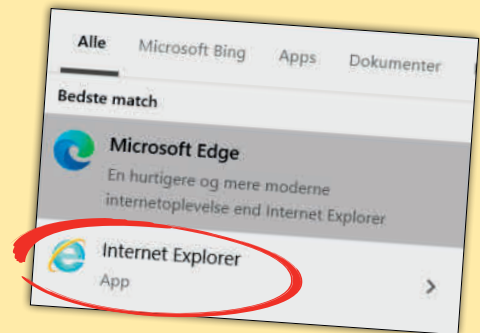 Alle Microsoft Bing Apps Dokumenter
Bedste match
Microsoft Edge
En hurtigere og mere moderne
internetoplevelse end Internet Explorer
Internet Explorer
App